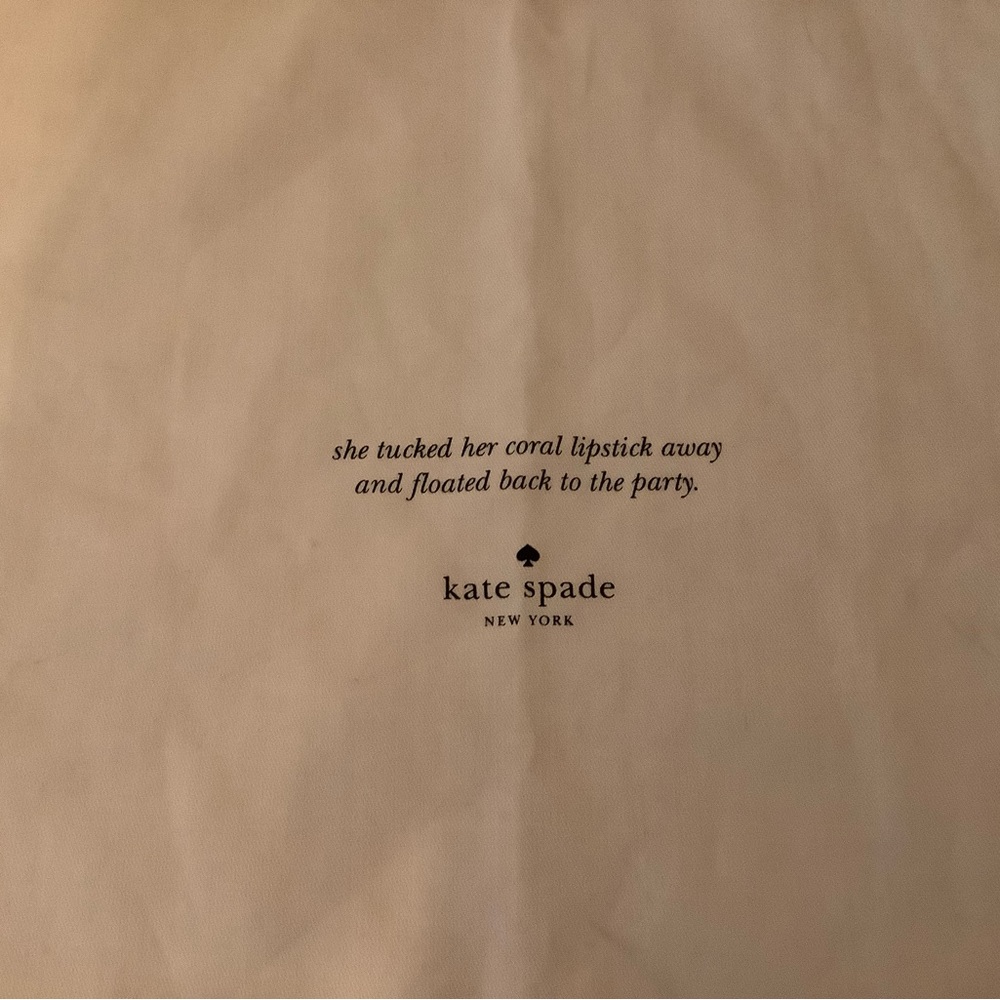 she tucked her coral lipstick away
and floated back to the party.
kate spade
NEW YORK